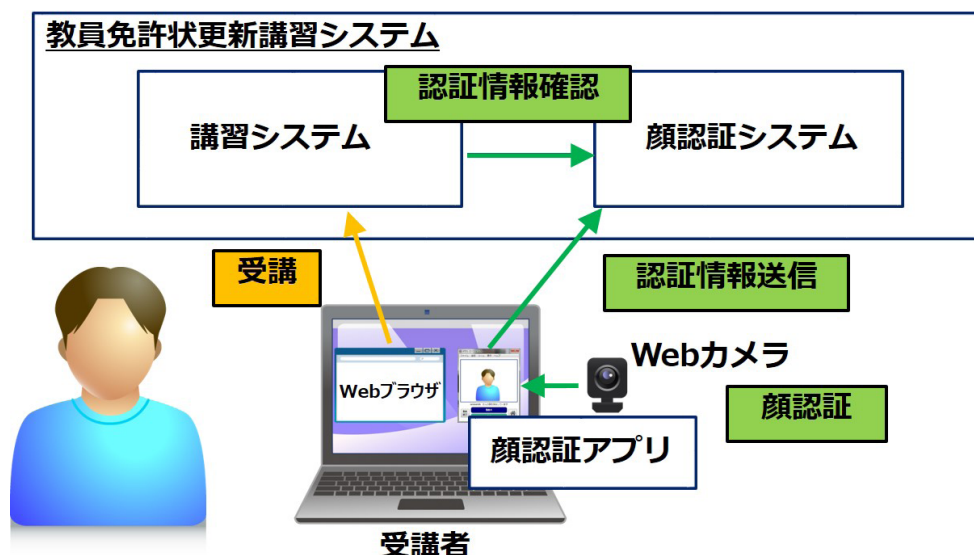 教員免許状更新講習システム
認証情報確認
講習システム
顔認証システム
受講
認証情報送信
Webカメラ
Webブラウザ
顔認証
顔認証アプリ
受講者